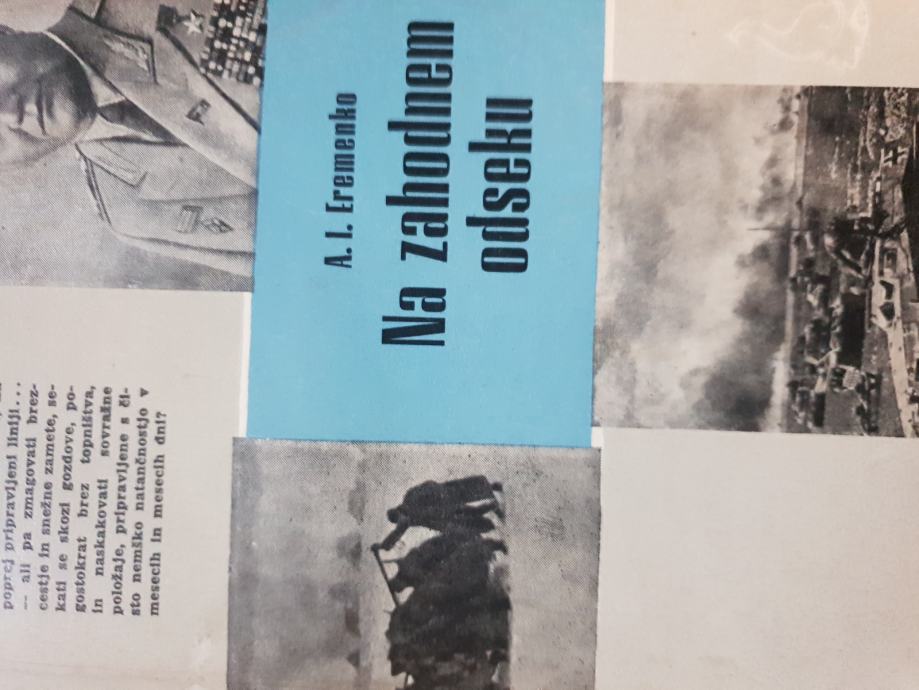 A. I. Eremenko
Na zahodnem
odseku
poprej pripravljeni liniji...
— ali pa zmagovati brez-
cestje in snežne zamete, se-
kati se skozi gozdove, po-
gostokrat brez topništva,
in naskakovati sovražne
položaje, pripravljene s či-
sto nemško natančnostjo v
mesecih in mesecih dni?